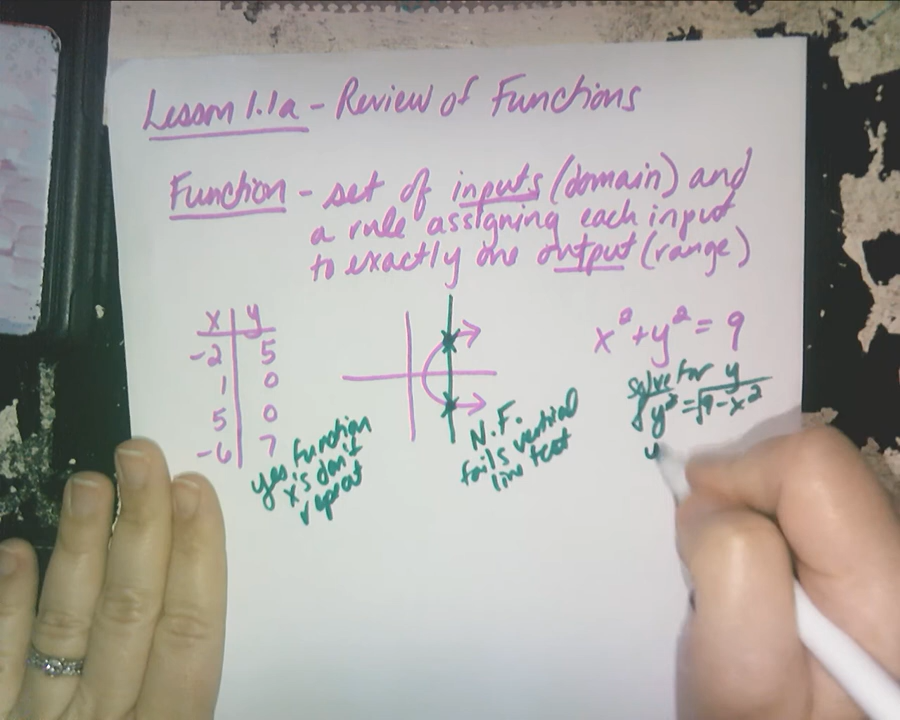 Lesson 1.1a - Review of Functions
Function - set of inputs (domain) and
a rule assigning each input
to exactly one output (range)
x y
-2 5
1 0
5 0
-6 7
yes, Function
x's don't
repeat
N.F.
fails vertical
line test
x² + y² = 9
solve for y
√y² = √9-x²
y